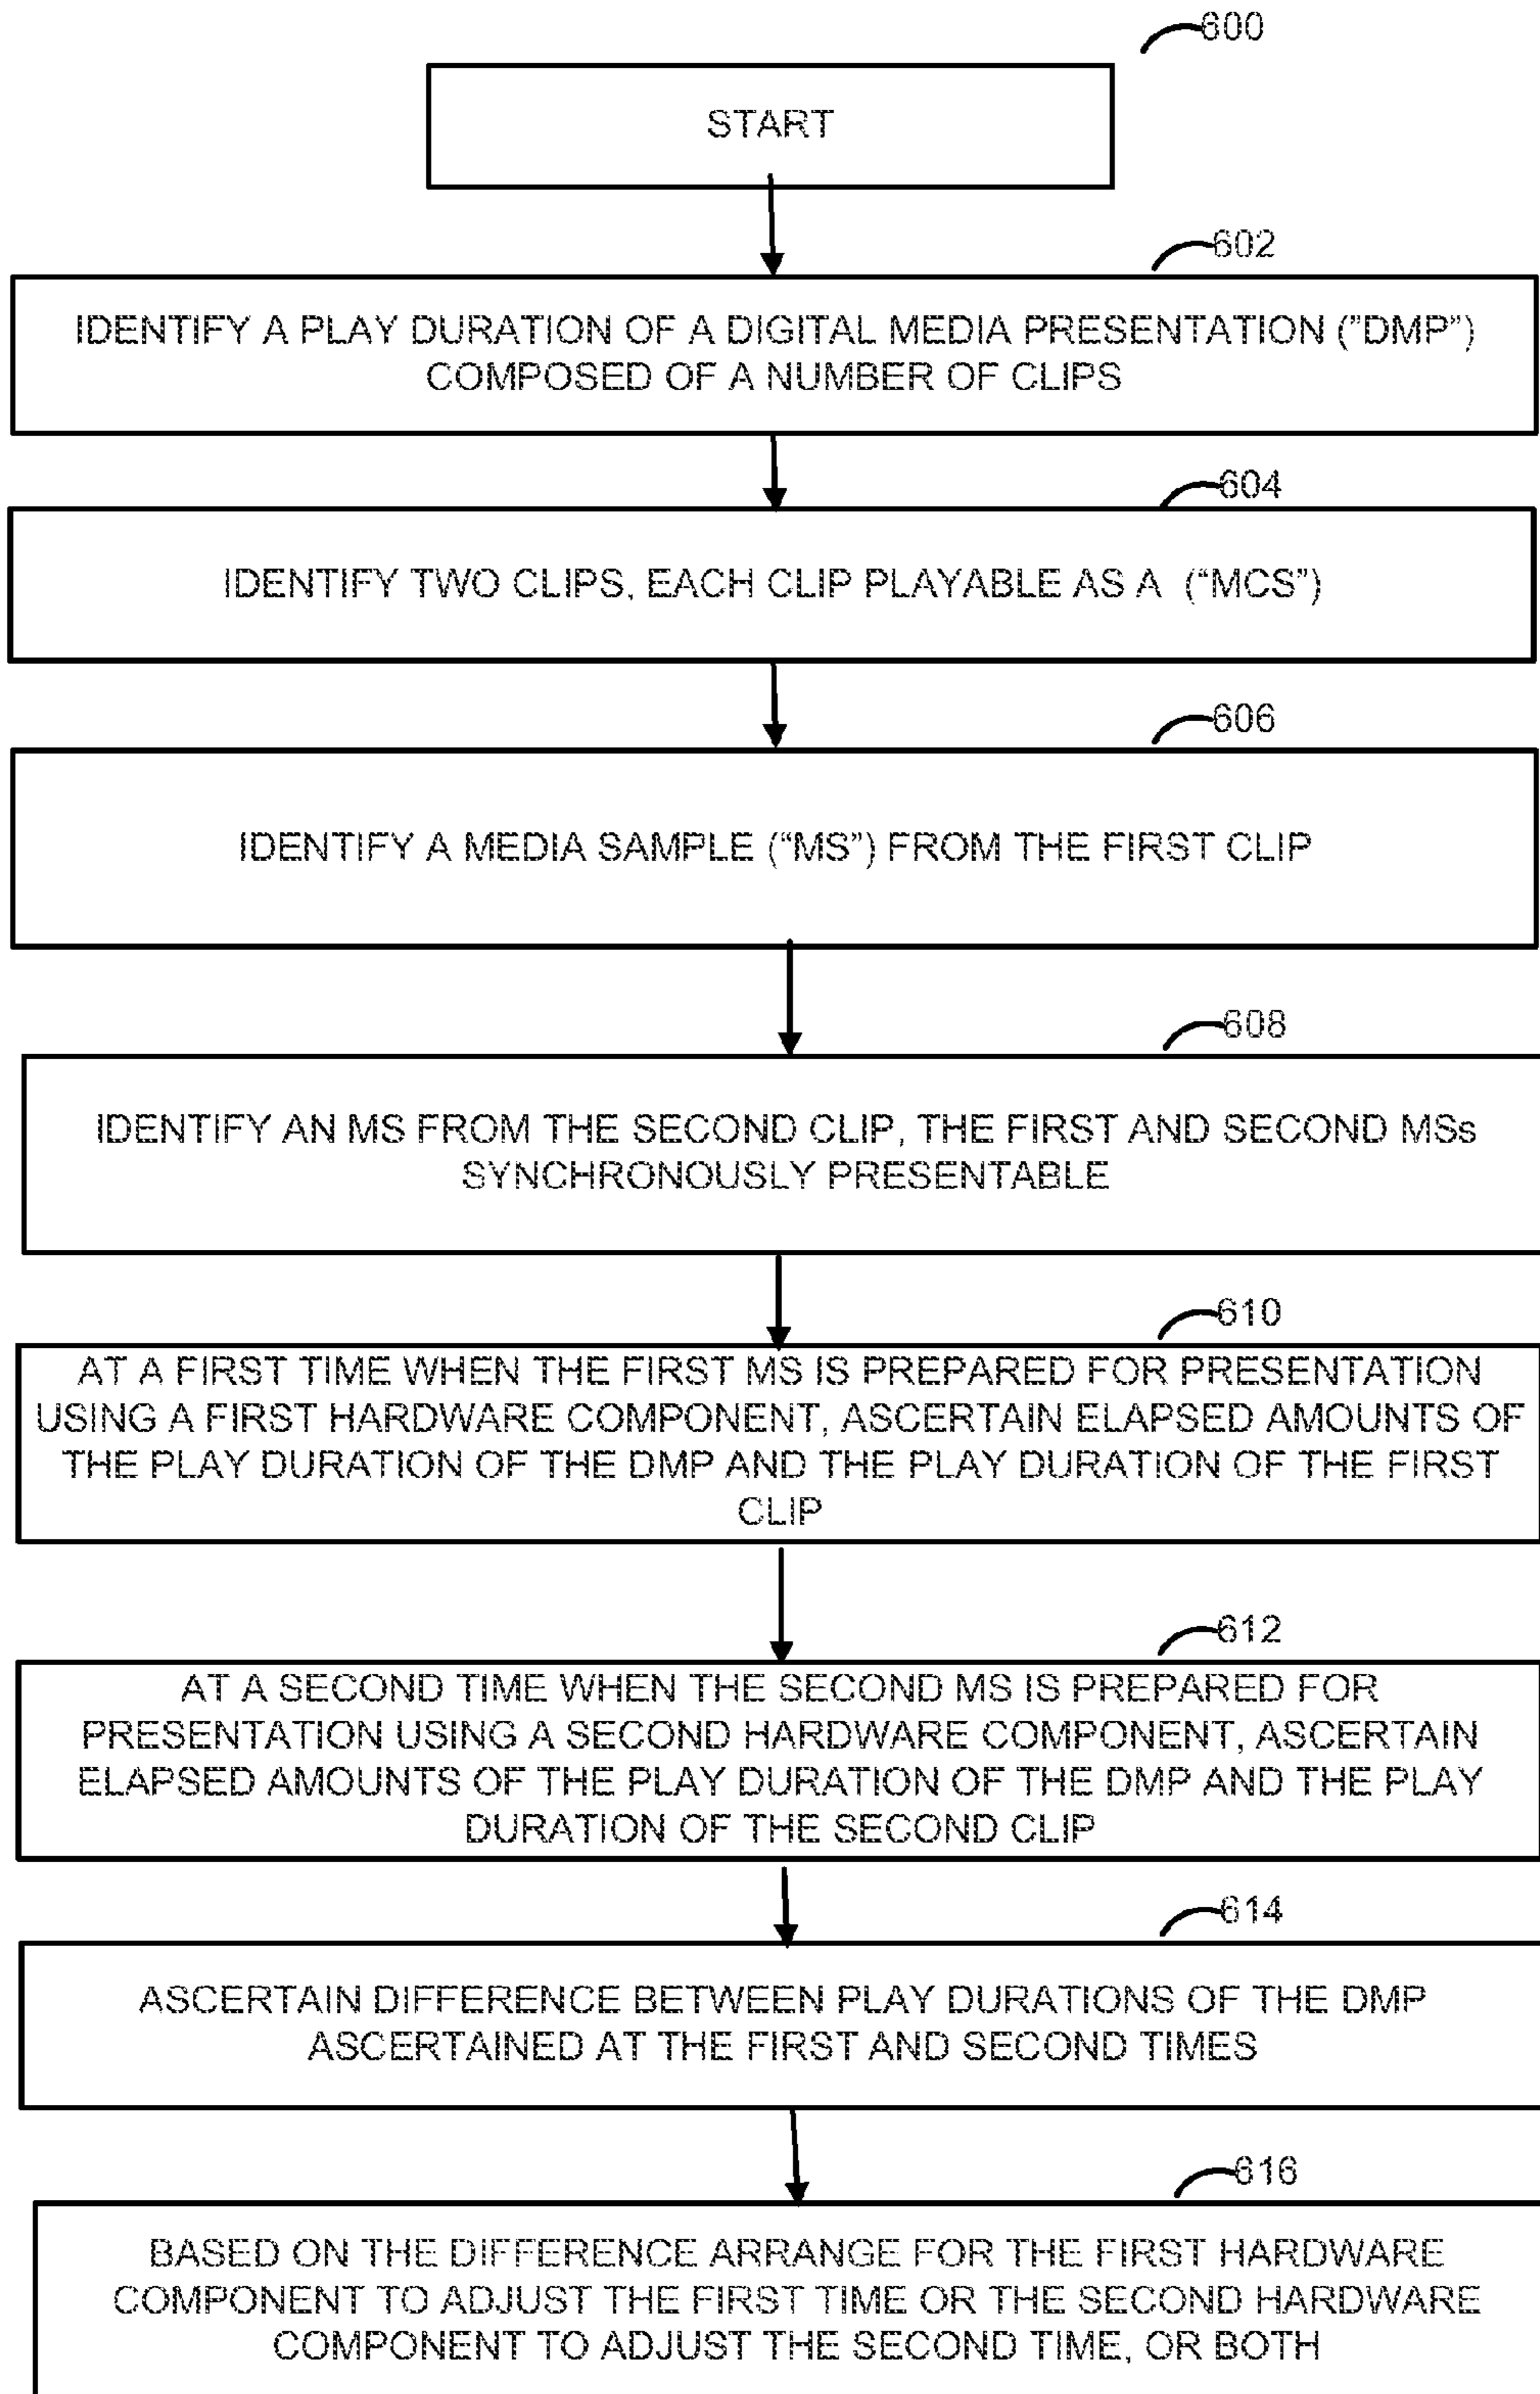 600
START
602
IDENTIFY A PLAY DURATION OF A DIGITAL MEDIA PRESENTATION ("DMP")
COMPOSED OF A NUMBER OF CLIPS
604
IDENTIFY TWO CLIPS, EACH CLIP PLAYABLE AS A ("MCS")
606
IDENTIFY A MEDIA SAMPLE ("MS") FROM THE FIRST CLIP
608
IDENTIFY AN MS FROM THE SECOND CLIP, THE FIRST AND SECOND MSs
SYNCHRONOUSLY PRESENTABLE
610
AT A FIRST TIME WHEN THE FIRST MS IS PREPARED FOR PRESENTATION
USING A FIRST HARDWARE COMPONENT, ASCERTAIN ELAPSED AMOUNTS OF
THE PLAY DURATION OF THE DMP AND THE PLAY DURATION OF THE FIRST
CLIP
612
AT A SECOND TIME WHEN THE SECOND MS IS PREPARED FOR
PRESENTATION USING A SECOND HARDWARE COMPONENT, ASCERTAIN
ELAPSED AMOUNTS OF THE PLAY DURATION OF THE DMP AND THE PLAY
DURATION OF THE SECOND CLIP
614
ASCERTAIN DIFFERENCE BETWEEN PLAY DURATIONS OF THE DMP
ASCERTAINED AT THE FIRST AND SECOND TIMES
616
BASED ON THE DIFFERENCE ARRANGE FOR THE FIRST HARDWARE
COMPONENT TO ADJUST THE FIRST TIME OR THE SECOND HARDWARE
COMPONENT TO ADJUST THE SECOND TIME, OR BOTH